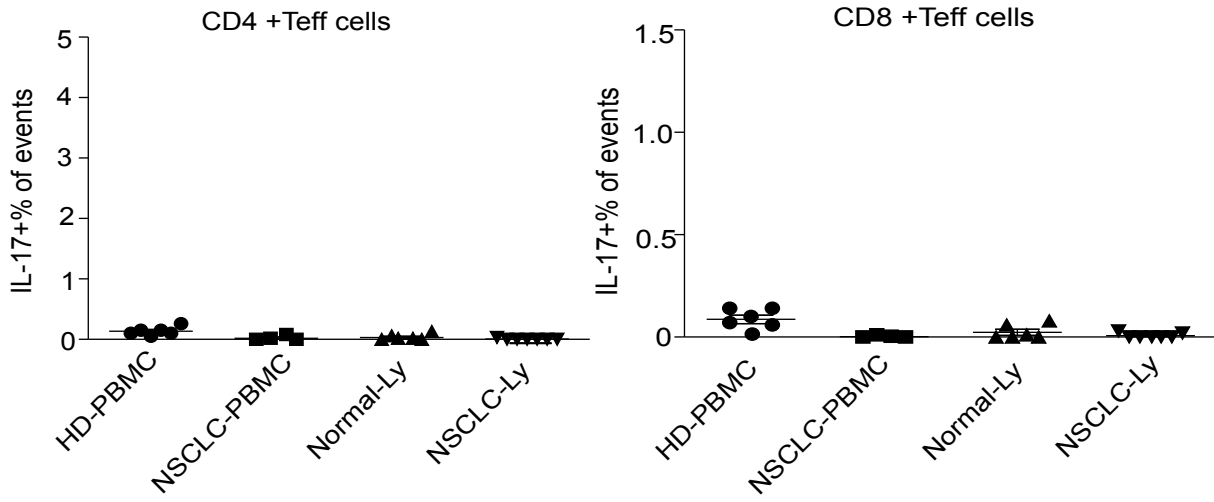 CD4 +Teff cells
IL-17+% of events
5
4
3
2
1
0
HD-PBMC
NSCLC-PBMC
Normal-Ly
NSCLC-Ly
CD8 +Teff cells
IL-17+% of events
1.5
1.0
0.5
0
HD-PBMC
NSCLC-PBMC
Normal-Ly
NSCLC-Ly